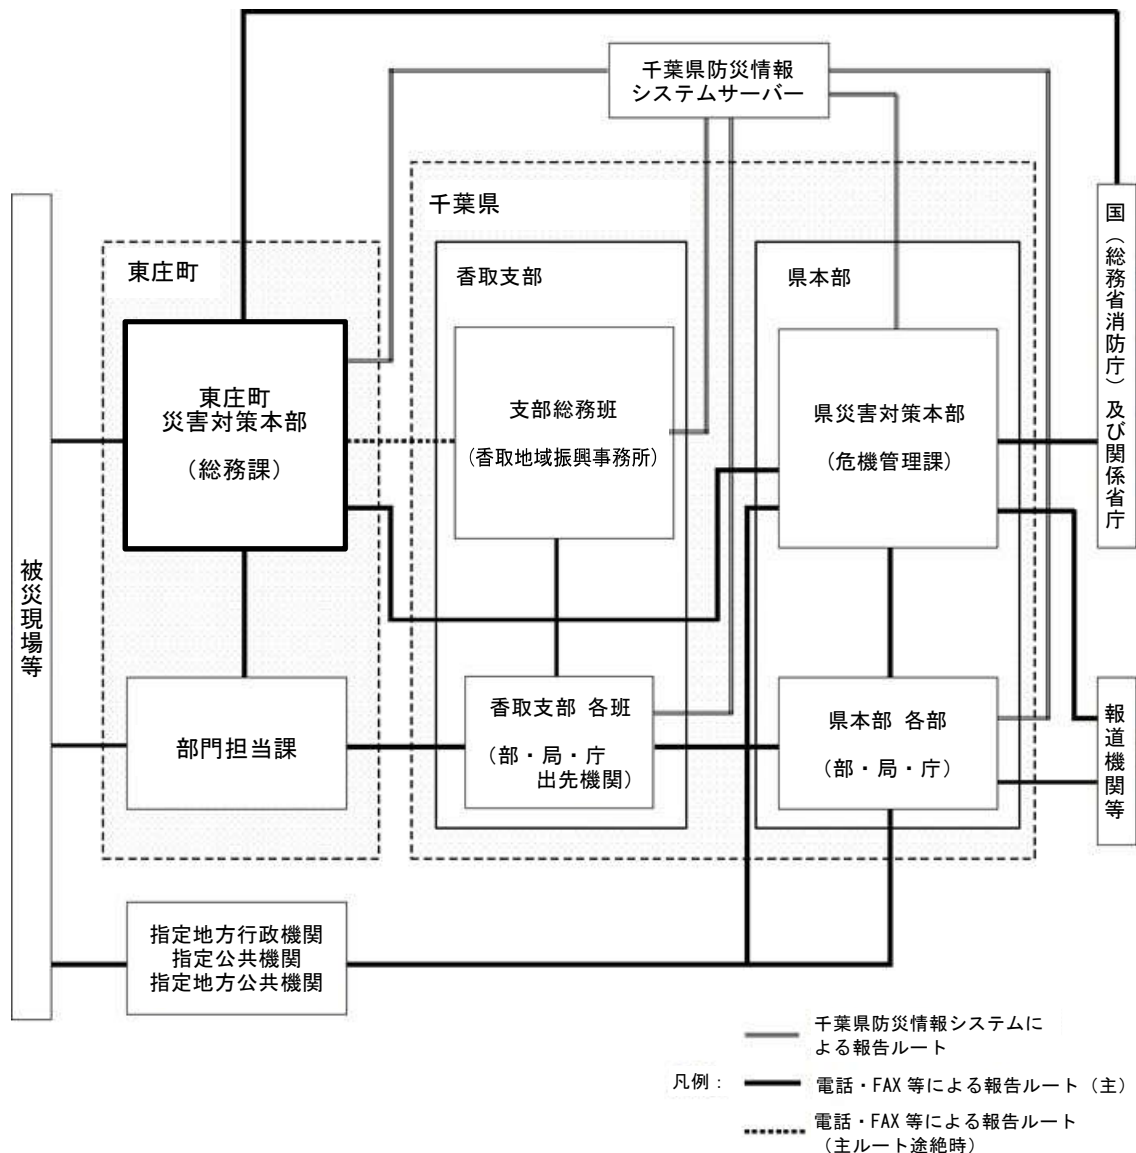 千葉県防災情報
システムサーバー
千葉県
東庄町
香取支部
県本部
東庄町
災害対策本部
（総務課）
支部総務班
（香取地域振興事務所）
県災害対策本部
（危機管理課）
国（総務省消防庁）及び関係省庁
被災現場等
部門担当課
香取支部 各班
（部・局・庁
出先機関）
県本部 各部
（部・局・庁）
報道機関等
指定地方行政機関
指定公共機関
指定地方公共機関
凡例：
千葉県防災情報システムに
よる報告ルート
電話・FAX 等による報告ルート（主）
電話・FAX 等による報告ルート
（主ルート途絶時）